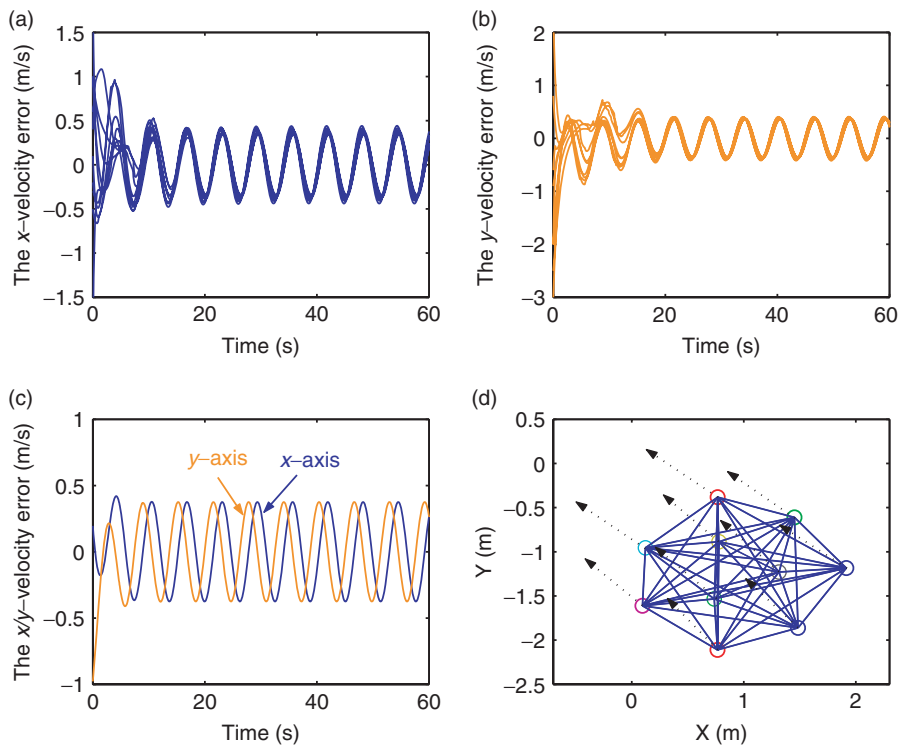 (a)
The x–velocity error (m/s)
1.5
1
0.5
0
−0.5
−1
−1.5
0
20
40
60
Time (s)
(b)
The y–velocity error (m/s)
2
1
0
−1
−2
−3
0
20
40
60
Time (s)
(c)
The x/y–velocity error (m/s)
1
0.5
0
−0.5
−1
y–axis
x–axis
0
20
40
60
Time (s)
(d)
Y (m)
0.5
0
−0.5
−1
−1.5
−2
−2.5
0
1
2
X (m)